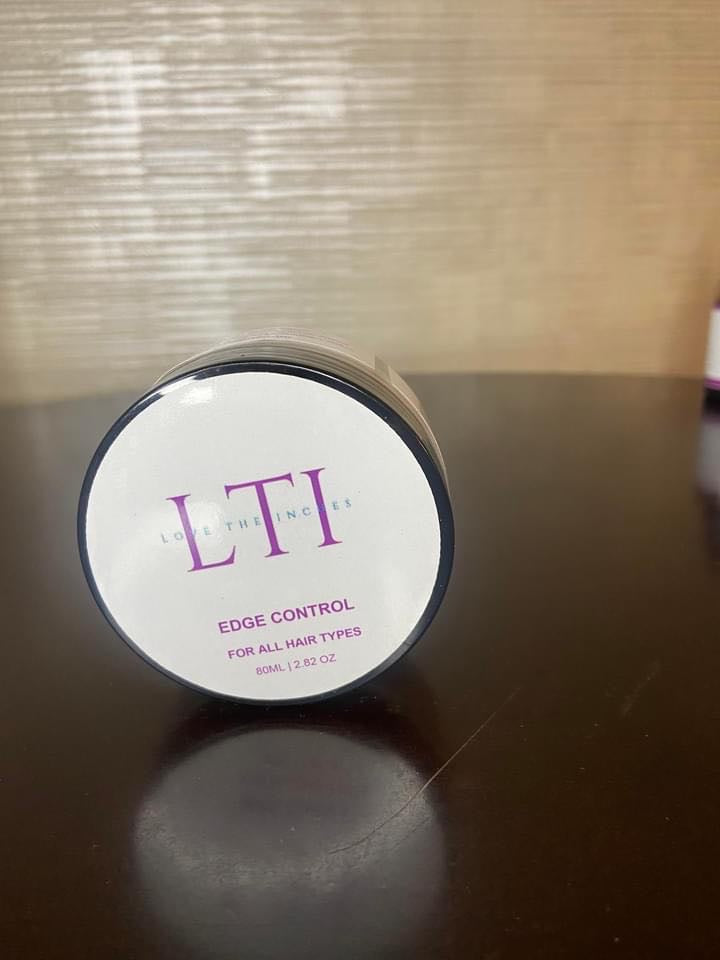 LTI
LOVE THE INCHES
EDGE CONTROL
FOR ALL HAIR TYPES
80ML | 2.82 OZ